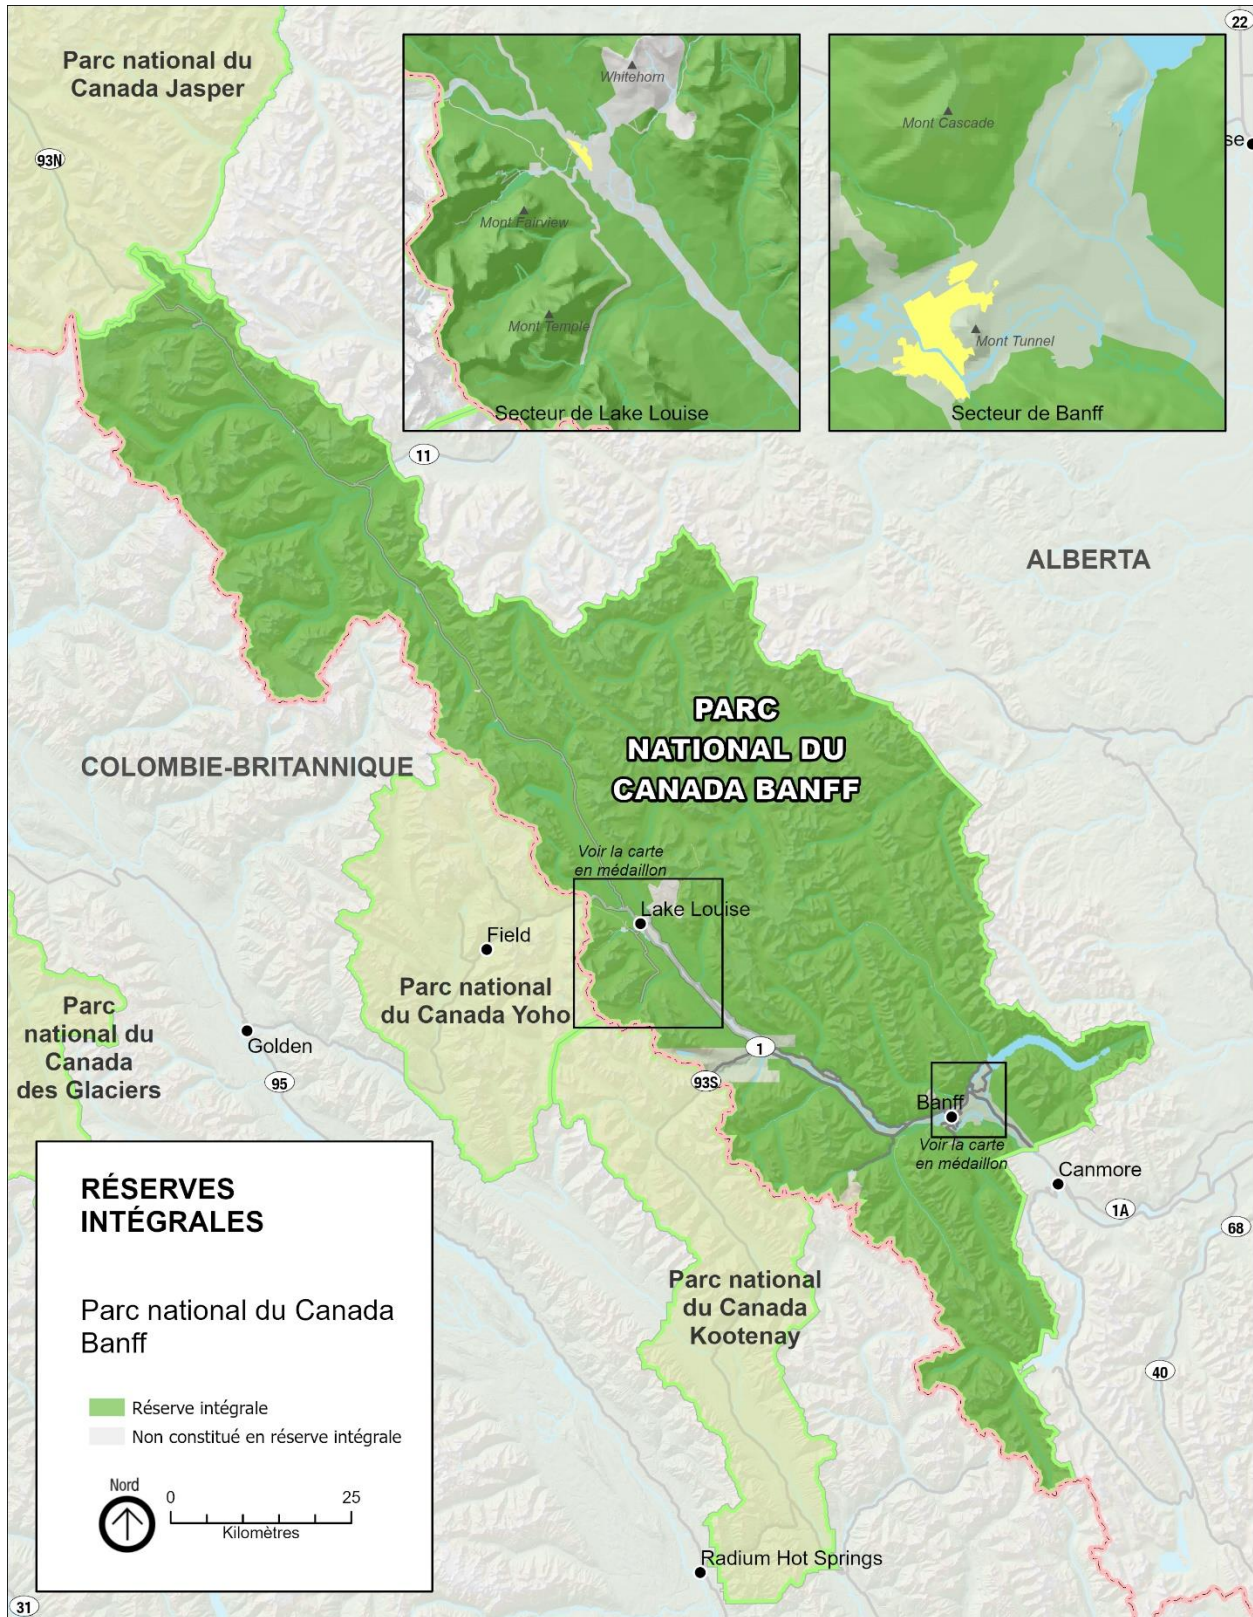 Parc national du
Canada Jasper
93N
22
Whitehorn
Mont Fairview
Mont Temple
Secteur de Lake Louise
Mont Cascade
Mont Tunnel
Secteur de Banff
se
11
ALBERTA
PARC
NATIONAL DU
CANADA BANFF
COLOMBIE-BRITANNIQUE
Voir la carte
en médaillon
Lake Louise
Field
Parc national
du Canada Yoho
Parc
national du
Canada
des Glaciers
Golden
95
1
93S
Banff
Voir la carte
en médaillon
Canmore
1A
68
Parc national
du Canada
Kootenay
40
Radium Hot Springs
31
RÉSERVES
INTÉGRALES
Parc national du Canada
Banff
Réserve intégrale
Non constitué en réserve intégrale
Nord
0 25
Kilomètres